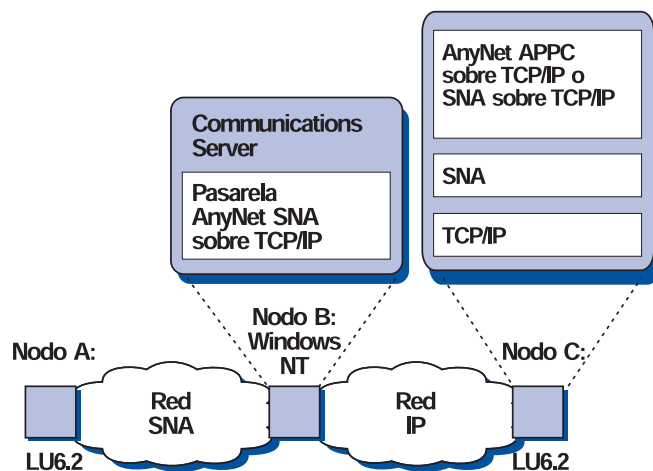 AnyNet APPC
sobre TCP/IP o
SNA sobre TCP/IP
SNA
TCP/IP
Communications
Server
Pasarela
AnyNet SNA
sobre TCP/IP
Nodo A:
Nodo B:
Windows
NT
Nodo C:
Red
SNA
Red
IP
LU6.2
LU6.2